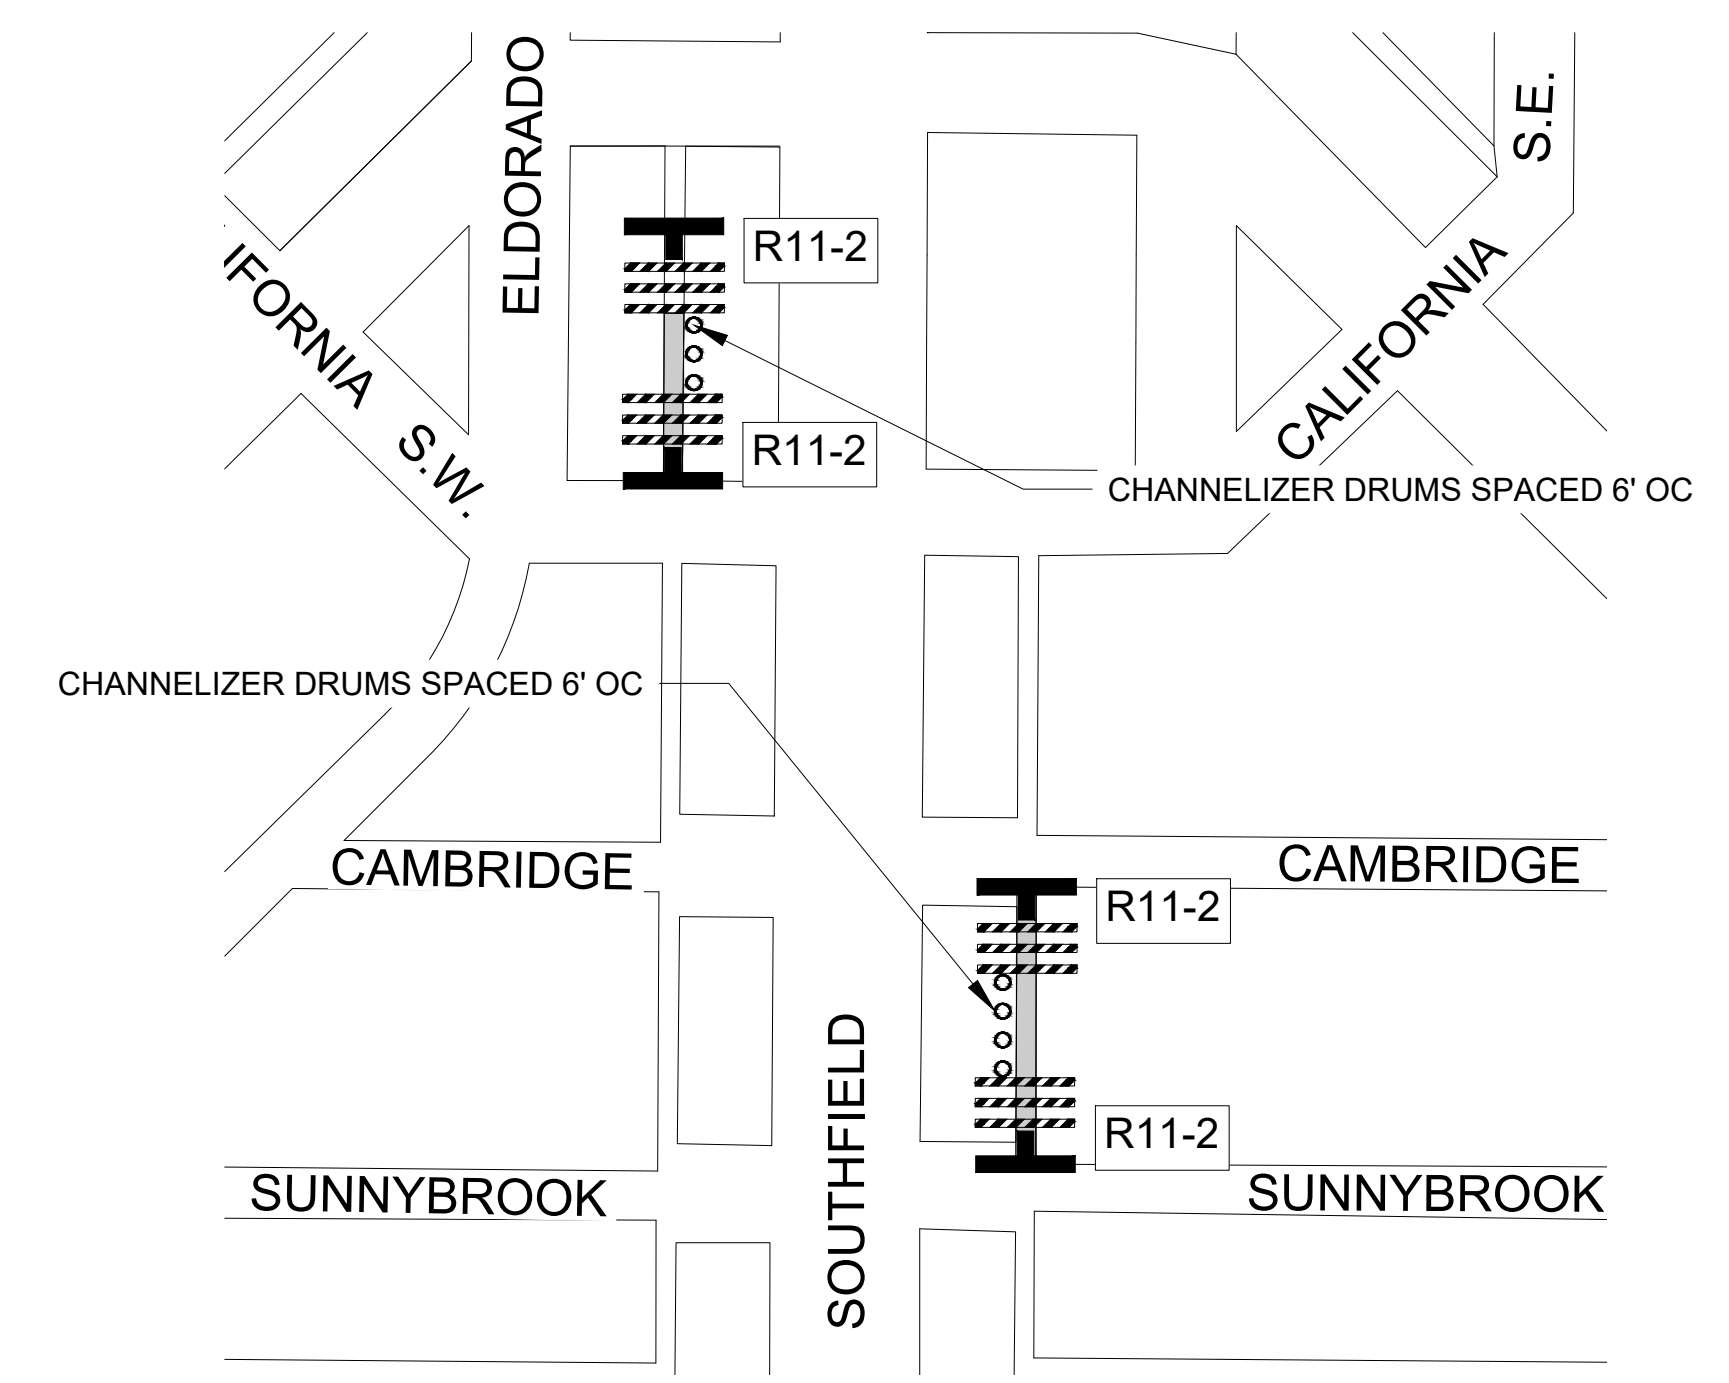 ELDORADO
S.E.
R11-2
IFORNIA S.W.
CALIFORNIA
R11-2
CHANNELIZER DRUMS SPACED 6' OC
CHANNELIZER DRUMS SPACED 6' OC
CAMBRIDGE
CAMBRIDGE
R11-2
SOUTHFIELD
R11-2
SUNNYBROOK
SUNNYBROOK